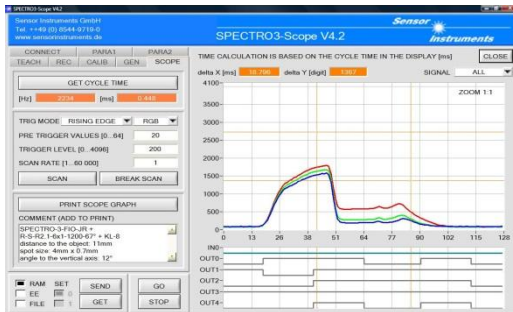 SPECTRO3-Scope V4.2
Sensor Instruments GmbH
Tel. ++49 (0) 8544-9719-0
www.sensorinstruments.de
SPECTRO3-Scope V4.2
Sensor
Instruments
CONNECT PARA1 PARA2
TEACH REC. CALIB GEN SCOPE
GET CYCLE TIME
[Hz] 2234 [ms] 0.448
TRIG MODE RISING EDGE RGB
PRE TRIGGER VALUES [0...64] 20
TRIGGER LEVEL [0...4096] 200
SCAN RATE [1...60 000] 1
SCAN BREAK SCAN
PRINT SCOPE GRAPH
COMMENT (ADD TO PRINT)
SPECTRO-3-FIO-JR +
R-S-R2.1-6x1-1200-67° + KL-8
distance to the object: 11mm
spot size: 4mm x 0.7mm
angle to the vertical axis: 12°
RAM SET SEND GO
EE
FILE GET STOP
TIME CALCULATION IS BASED ON THE CYCLE TIME IN THE DISPLAY [ms] CLOSE
delta X [ms] delta Y [digit] 1367 SIGNAL ALL
ZOOM 1:1
4100
3500
3000
2500
2000
1500
1000
500
0
0 13 26 38 51 64 77 90 102 115 128
IN0
OUT0
OUT1
OUT2
OUT3
OUT4